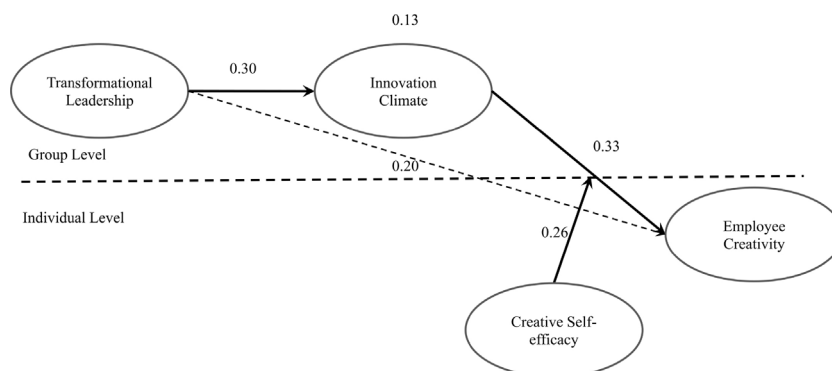 0.13
Transformational
Leadership
0.30
Innovation
Climate
Group Level
0.20
0.33
Individual Level
0.26
Employee
Creativity
Creative Self-
efficacy